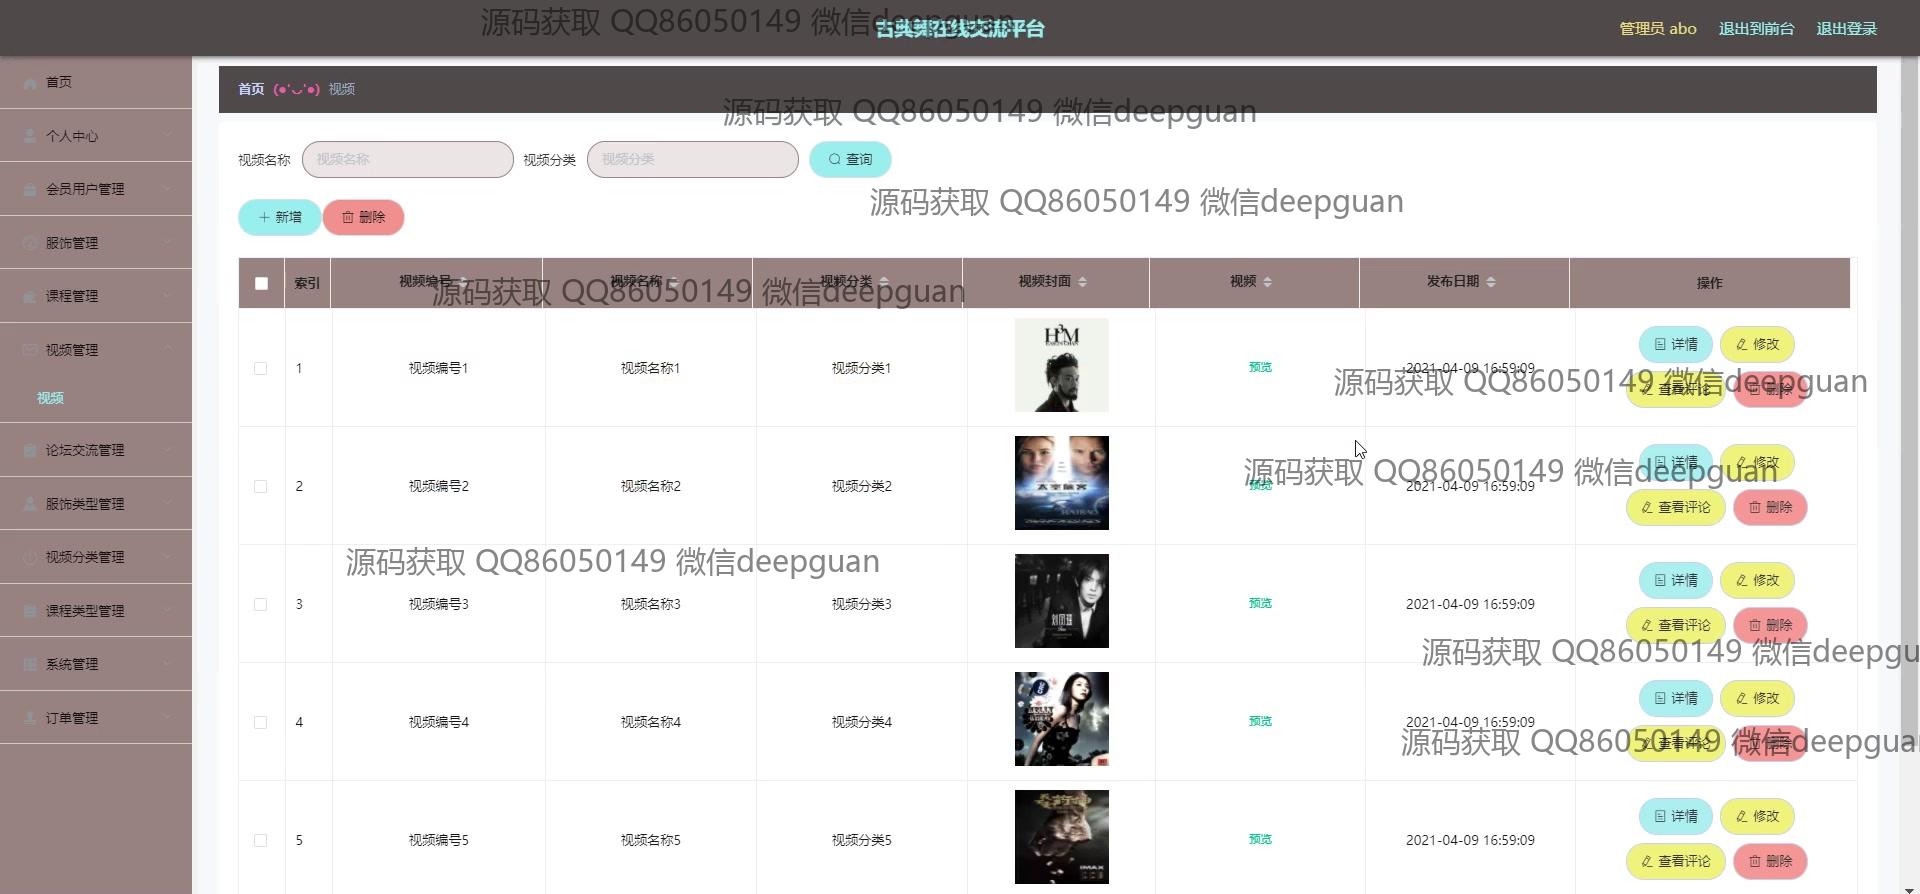 源码获取 QQ86050149 微信deepguan
古典舞在线交流平台
管理员 abo 退出到前台 退出登录
首页
个人中心
会员用户管理
服饰管理
课程管理
视频管理
视频
论坛交流管理
服饰类型管理
视频分类管理
课程类型管理
系统管理
订单管理
首页 (●'◡'●) 视频
源码获取 QQ86050149 微信deepguan
视频名称 视频名称 视频分类 视频分类 查询
源码获取 QQ86050149 微信deepguan
新增 删除
索引 视频编号 视频名称 视频分类 视频封面 视频 发布日期 操作
源码获取 QQ86050149 微信deepguan
H3M
1 视频编号1 视频名称1 视频分类1 预览 2021-04-09 16:59:09 详情 修改
查看评论 删除
源码获取 QQ86050149 微信deepguan
2 视频编号2 视频名称2 视频分类2 预览 2021-04-09 16:59:09 详情 修改
查看评论 删除
源码获取 QQ86050149 微信deepguan
源码获取 QQ86050149 微信deepguan
3 视频编号3 视频名称3 视频分类3 预览 2021-04-09 16:59:09 详情 修改
查看评论 删除
源码获取 QQ86050149 微信deepgu
4 视频编号4 视频名称4 视频分类4 预览 2021-04-09 16:59:09 详情 修改
查看评论 删除
源码获取 QQ86050149 微信deepguan
5 视频编号5 视频名称5 视频分类5 预览 2021-04-09 16:59:09 详情 修改
查看评论 删除
IMAX